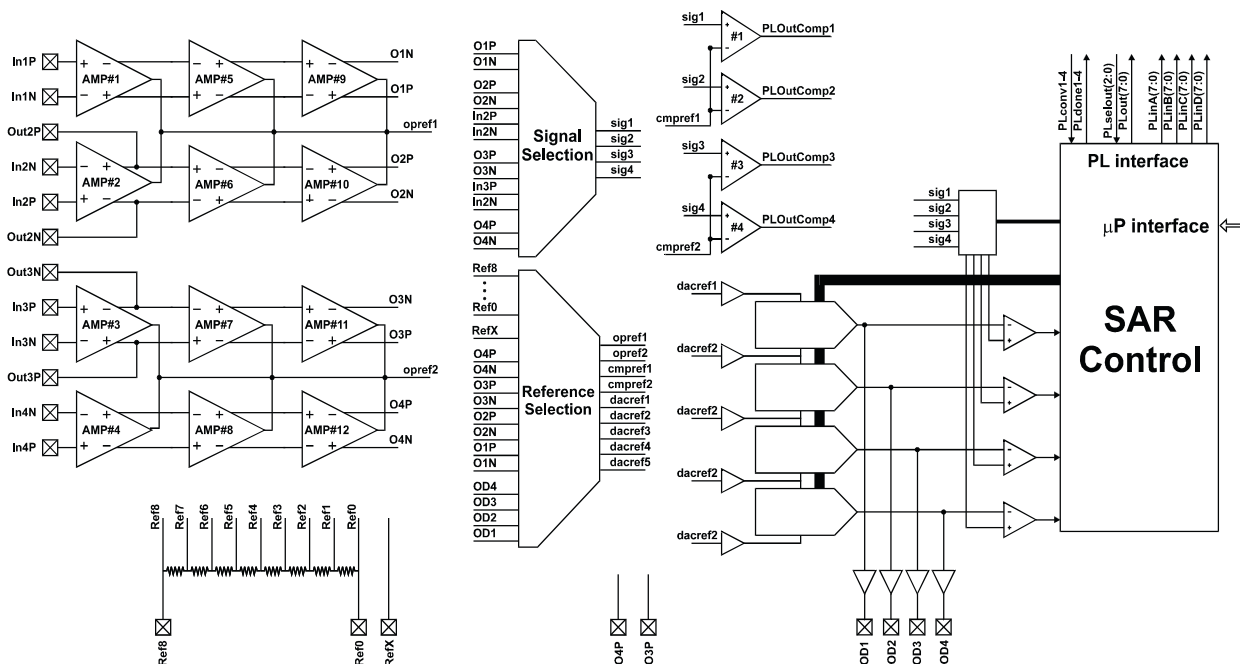 In1P
In1N
Out2P
In2N
In2P
Out2N
Out3N
In3P
In3N
Out3P
In4N
In4P
+ −
− +
AMP#1
+ −
− +
AMP#5
+ −
− +
AMP#9
O1N
O1P
opref1
− +
+ −
AMP#2
+ −
− +
AMP#6
+ −
− +
AMP#10
O2P
O2N
+ −
− +
AMP#3
+ −
− +
AMP#7
+ −
− +
AMP#11
O3N
O3P
opref2
− +
+ −
AMP#4
− −
+ +
AMP#8
− −
+ +
AMP#12
O4P
O4N
Ref8
Ref7
Ref6
Ref5
Ref4
Ref3
Ref2
Ref1
Ref0
Ref8
Ref0
RefX
O1P
O1N
O2P
O2N
In2P
In2N
O3P
O3N
In3P
In2N
O4P
O4N
Signal
Selection
sig1
sig2
sig3
sig4
Ref8
Ref0
RefX
O4P
O4N
O3P
O3N
O2P
O2N
O1P
O1N
OD4
OD3
OD2
OD1
Reference
Selection
opref1
opref2
cmpref1
cmpref2
dacref1
dacref2
dacref3
dacref4
dacref5
O4P
O3P
sig1
+
−
#1
PLOutComp1
sig2
+
−
#2
PLOutComp2
cmpref1
sig3
+
−
#3
PLOutComp3
sig4
+
−
#4
PLOutComp4
cmpref2
dacref1
dacref2
dacref2
dacref2
dacref2
OD1
OD2
OD3
OD4
sig1
sig2
sig3
sig4
−
+
−
+
−
+
−
+
PLconv1-4
PLdone1-4
PLselout(2:0)
PLout(7:0)
PLinA(7:0)
PLinB(7:0)
PLinC(7:0)
PLinD(7:0)
PL interface
µP interface
SAR
Control